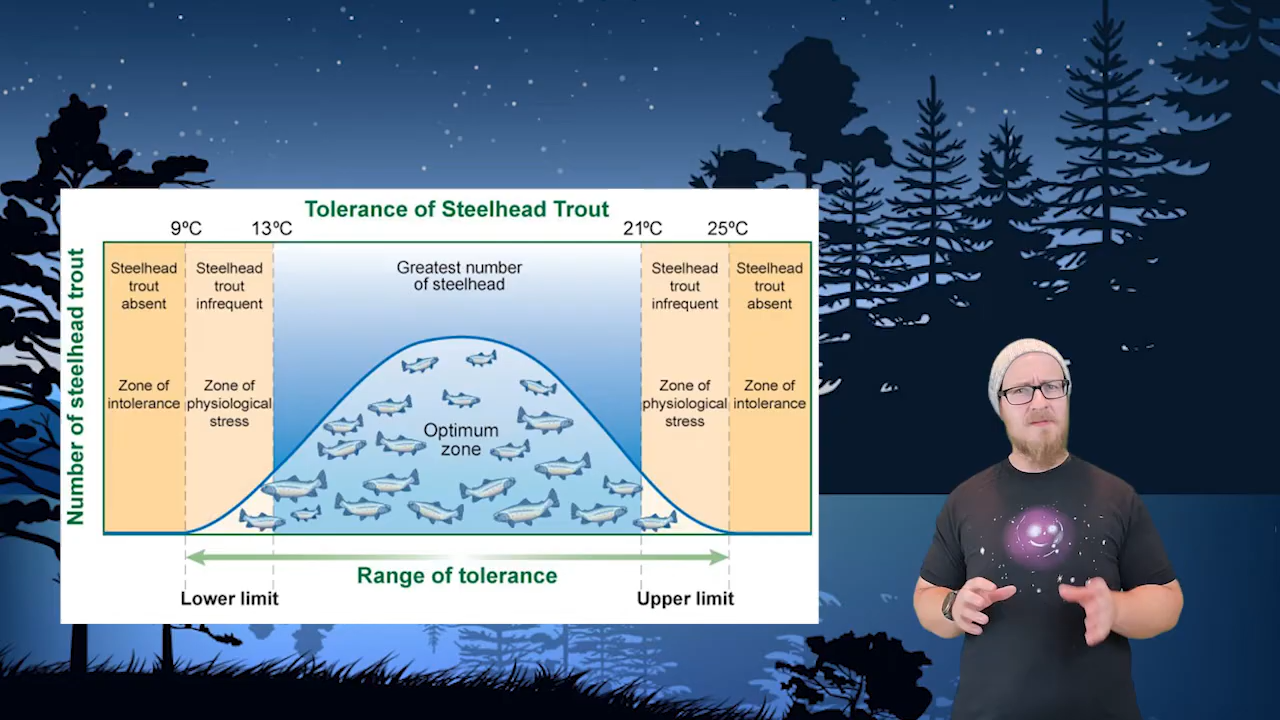 Tolerance of Steelhead Trout
9ºC 13ºC 21ºC 25ºC
Number of steelhead trout
Steelhead
trout
absent
Steelhead
trout
infrequent
Greatest number
of steelhead
Steelhead
trout
infrequent
Steelhead
trout
absent
Zone of
intolerance
Zone of
physiological
stress
Optimum
zone
Zone of
physiological
stress
Zone of
intolerance
Range of tolerance
Lower limit
Upper limit